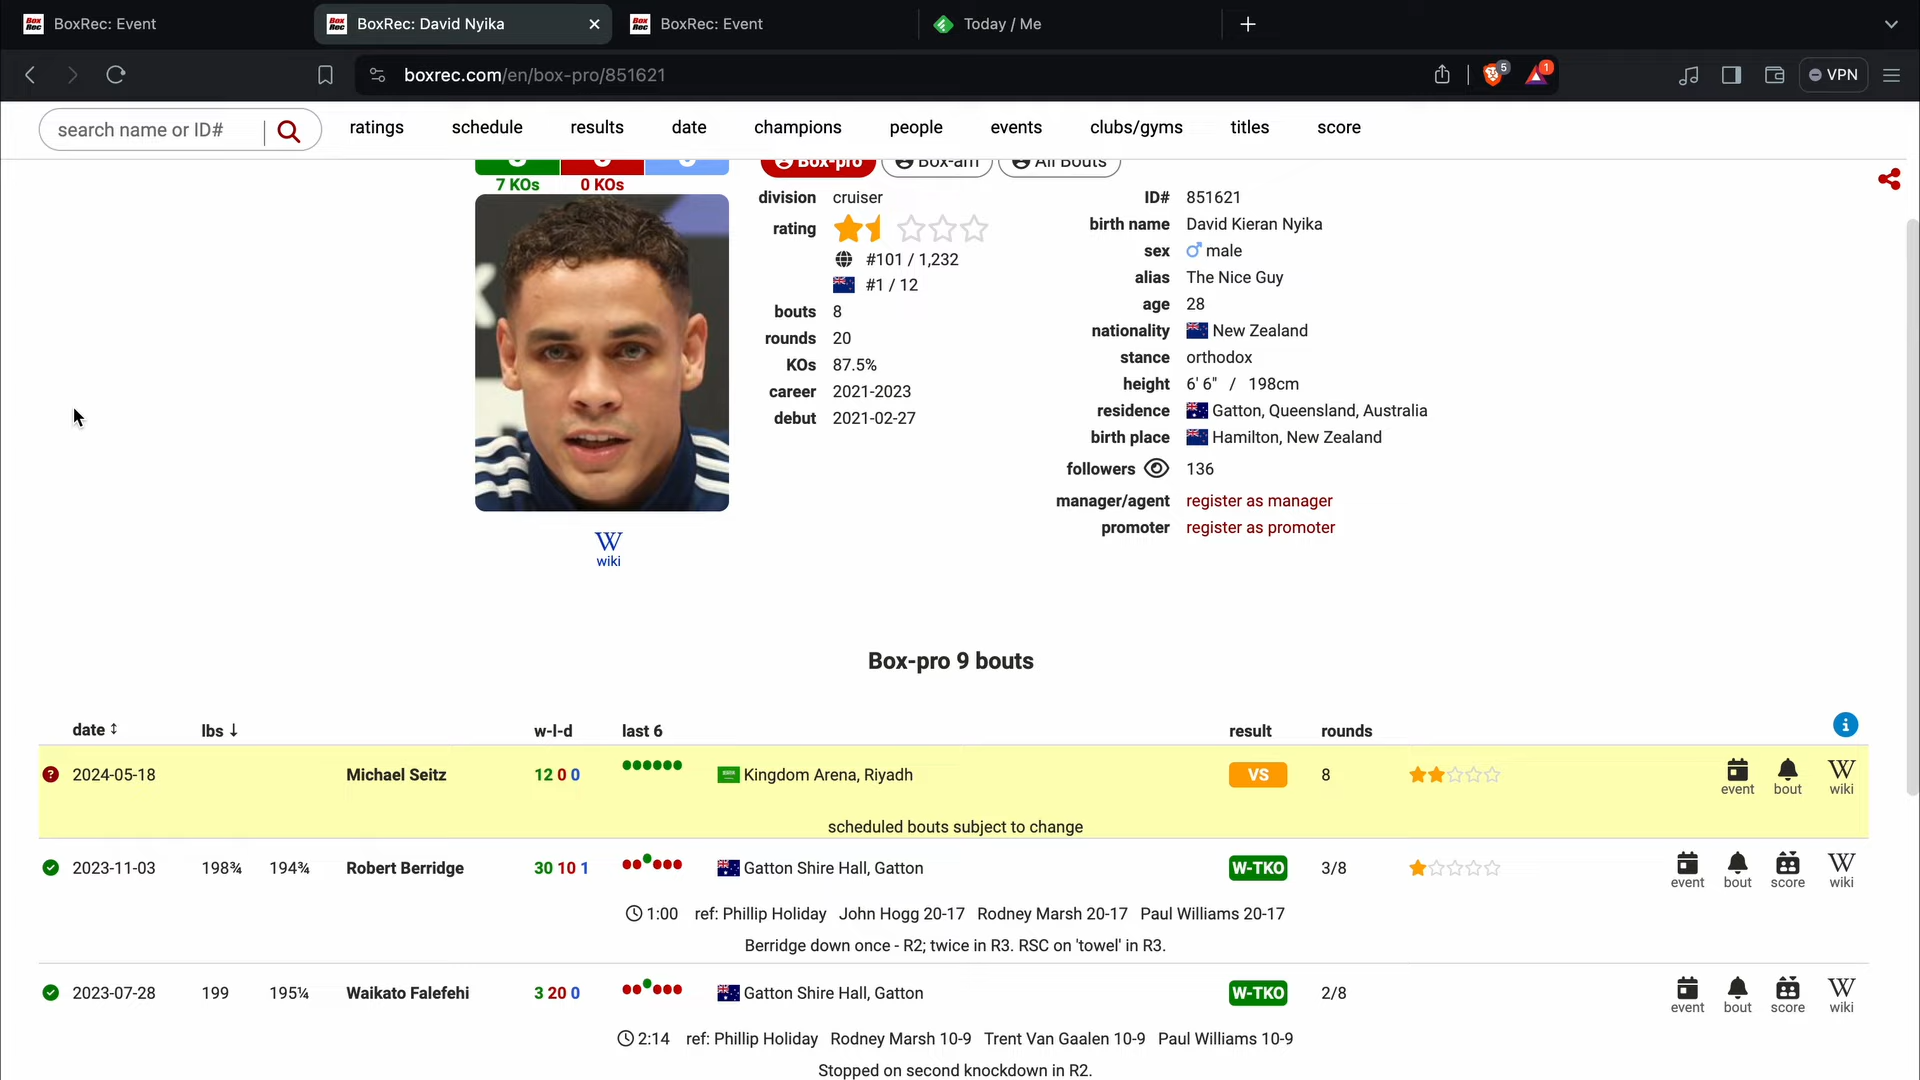 BoxRec: Event
BoxRec: David Nyika
BoxRec: Event
Today / Me
boxrec.com/en/box-pro/851621
5
1
VPN
search name or ID#
ratings schedule results date champions people events clubs/gyms titles score
Box-pro Box-am All Bouts
7 KOs 0 KOs
division cruiser
rating
#101 / 1,232
#1 / 12
bouts 8
rounds 20
KOs 87.5%
career 2021-2023
debut 2021-02-27
ID# 851621
birth name David Kieran Nyika
sex male
alias The Nice Guy
age 28
nationality New Zealand
stance orthodox
height 6' 6" / 198cm
residence Gatton, Queensland, Australia
birth place Hamilton, New Zealand
followers 136
manager/agent register as manager
promoter register as promoter
W
wiki
Box-pro 9 bouts
date lbs w-l-d last 6 result rounds
2024-05-18 Michael Seitz 12 0 0 Kingdom Arena, Riyadh VS 8 event bout wiki
scheduled bouts subject to change
2023-11-03 198¾ 194¾ Robert Berridge 30 10 1 Gatton Shire Hall, Gatton W-TKO 3/8 event bout score wiki
1:00 ref: Phillip Holiday John Hogg 20-17 Rodney Marsh 20-17 Paul Williams 20-17
Berridge down once - R2; twice in R3. RSC on 'towel' in R3.
2023-07-28 199 195¼ Waikato Falefehi 3 20 0 Gatton Shire Hall, Gatton W-TKO 2/8 event bout score wiki
2:14 ref: Phillip Holiday Rodney Marsh 10-9 Trent Van Gaalen 10-9 Paul Williams 10-9
Stopped on second knockdown in R2.